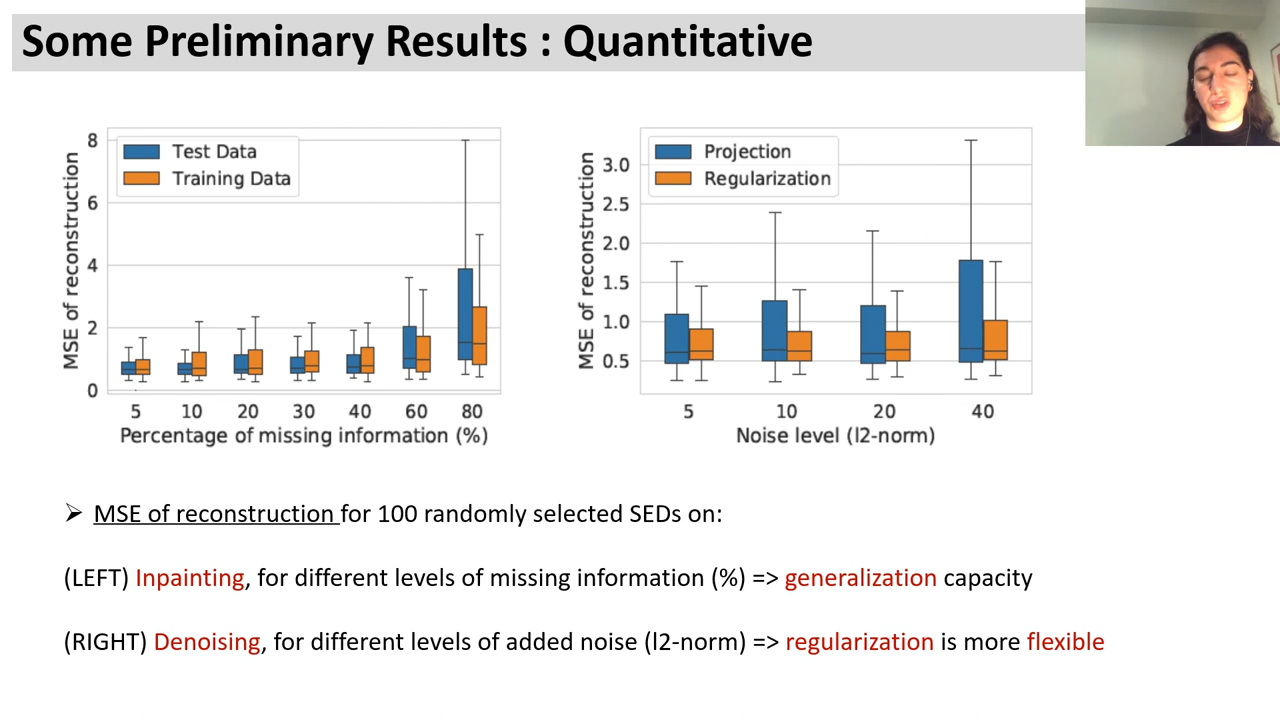 Some Preliminary Results : Quantitative
MSE of reconstruction
8
6
4
2
0
Test Data
Training Data
5 10 20 30 40 60 80
Percentage of missing information (%)
MSE of reconstruction
3.0
2.5
2.0
1.5
1.0
0.5
Projection
Regularization
5 10 20 40
Noise level (l2-norm)
➢ MSE of reconstruction for 100 randomly selected SEDs on:
(LEFT) Inpainting, for different levels of missing information (%) => generalization capacity
(RIGHT) Denoising, for different levels of added noise (l2-norm) => regularization is more flexible